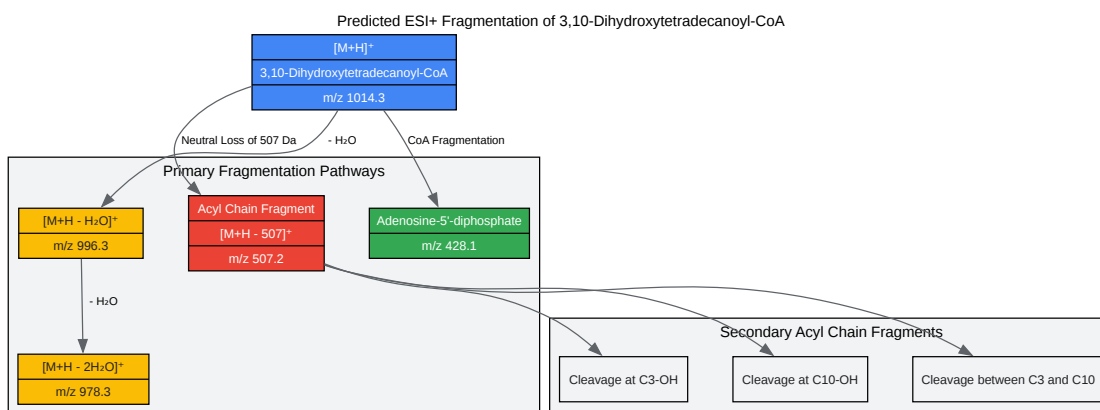 Predicted ESI+ Fragmentation of 3,10-Dihydroxytetradecanoyl-CoA
[M+H]⁺
3,10-Dihydroxytetradecanoyl-CoA
m/z 1014.3
Neutral Loss of 507 Da
- H₂O
CoA Fragmentation
Primary Fragmentation Pathways
[M+H - H₂O]⁺
m/z 996.3
Acyl Chain Fragment
[M+H - 507]⁺
m/z 507.2
Adenosine-5'-diphosphate
m/z 428.1
- H₂O
[M+H - 2H₂O]⁺
m/z 978.3
Secondary Acyl Chain Fragments
Cleavage at C3-OH
Cleavage at C10-OH
Cleavage between C3 and C10